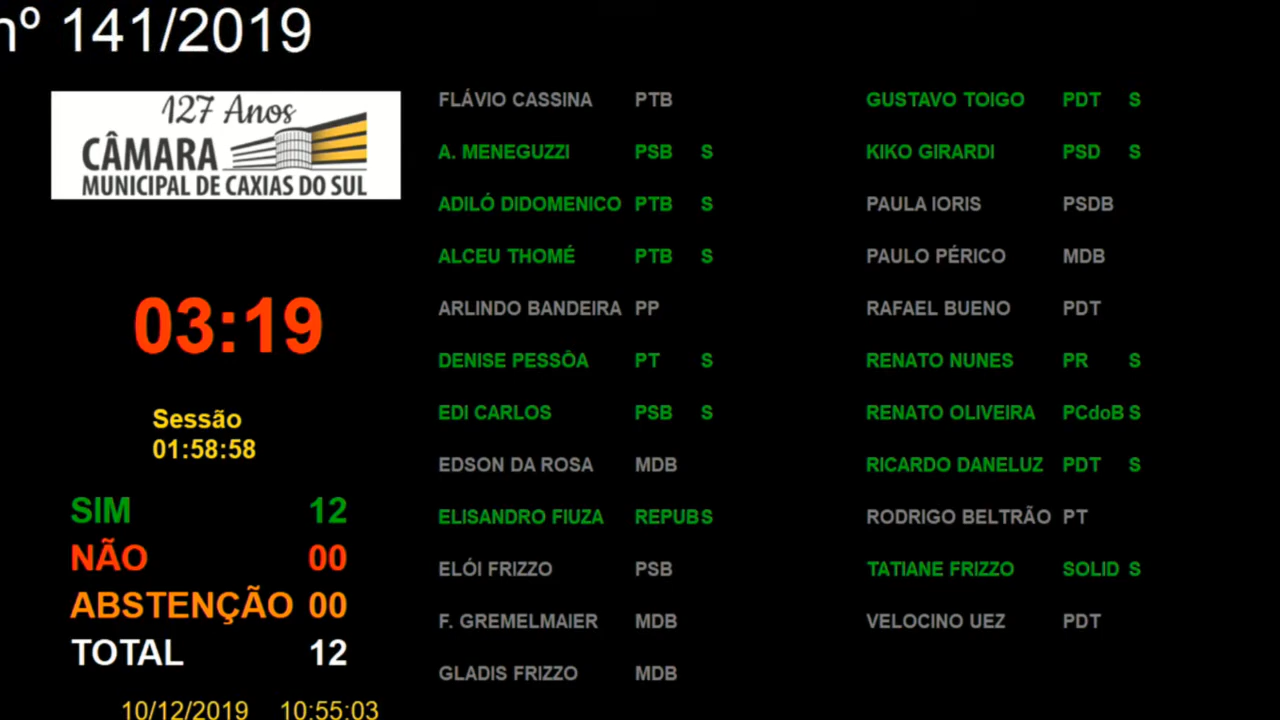 nº 141/2019
127 Anos
CÂMARA
MUNICIPAL DE CAXIAS DO SUL
03:19
Sessão
01:58:58
SIM 12
NÃO 00
ABSTENÇÃO 00
TOTAL 12
10/12/2019 10:55:03
FLÁVIO CASSINA PTB
A. MENEGUZZI PSB S
ADILÓ DIDOMENICO PTB S
ALCEU THOMÉ PTB S
ARLINDO BANDEIRA PP
DENISE PESSÔA PT S
EDI CARLOS PSB S
EDSON DA ROSA MDB
ELISANDRO FIUZA REPUB S
ELÓI FRIZZO PSB
F. GREMELMAIER MDB
GLADIS FRIZZO MDB
GUSTAVO TOIGO PDT S
KIKO GIRARDI PSD S
PAULA IORIS PSDB
PAULO PÉRICO MDB
RAFAEL BUENO PDT
RENATO NUNES PR S
RENATO OLIVEIRA PCdoB S
RICARDO DANELUZ PDT S
RODRIGO BELTRÃO PT
TATIANE FRIZZO SOLID S
VELOCINO UEZ PDT